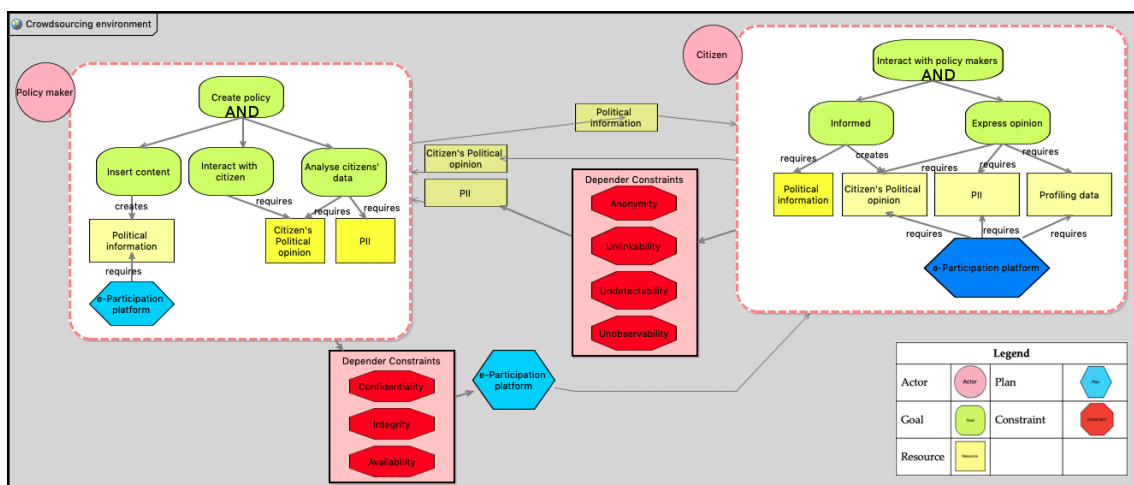 Crowdsourcing environment
Policy maker
Create policy
AND
Insert content
Interact with
citizen
Analyse citizens'
data
creates
requires
requires
requires
Political
information
Citizen's Political
opinion
PII
requires
e-Participation
platform
Political
information
Citizen's Political
opinion
PII
Depender Constraints
Anonymity
Unlinkability
Undetectability
Unobservability
Depender Constraints
Confidentiality
Integrity
Availability
e-Participation
platform
Citizen
Interact with policy makers
AND
Informed
Express opinion
requires
creates
requires
requires
requires
Political
information
Citizen's Political
opinion
PII
Profiling data
requires
requires
requires
e-Participation platform
Legend
Actor
Actor
Plan
Plan
Goal
Goal
Constraint
Constraint
Resource
Resource